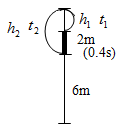 h₂ t₂ h₁ t₁
2m
(0.4s)
6m